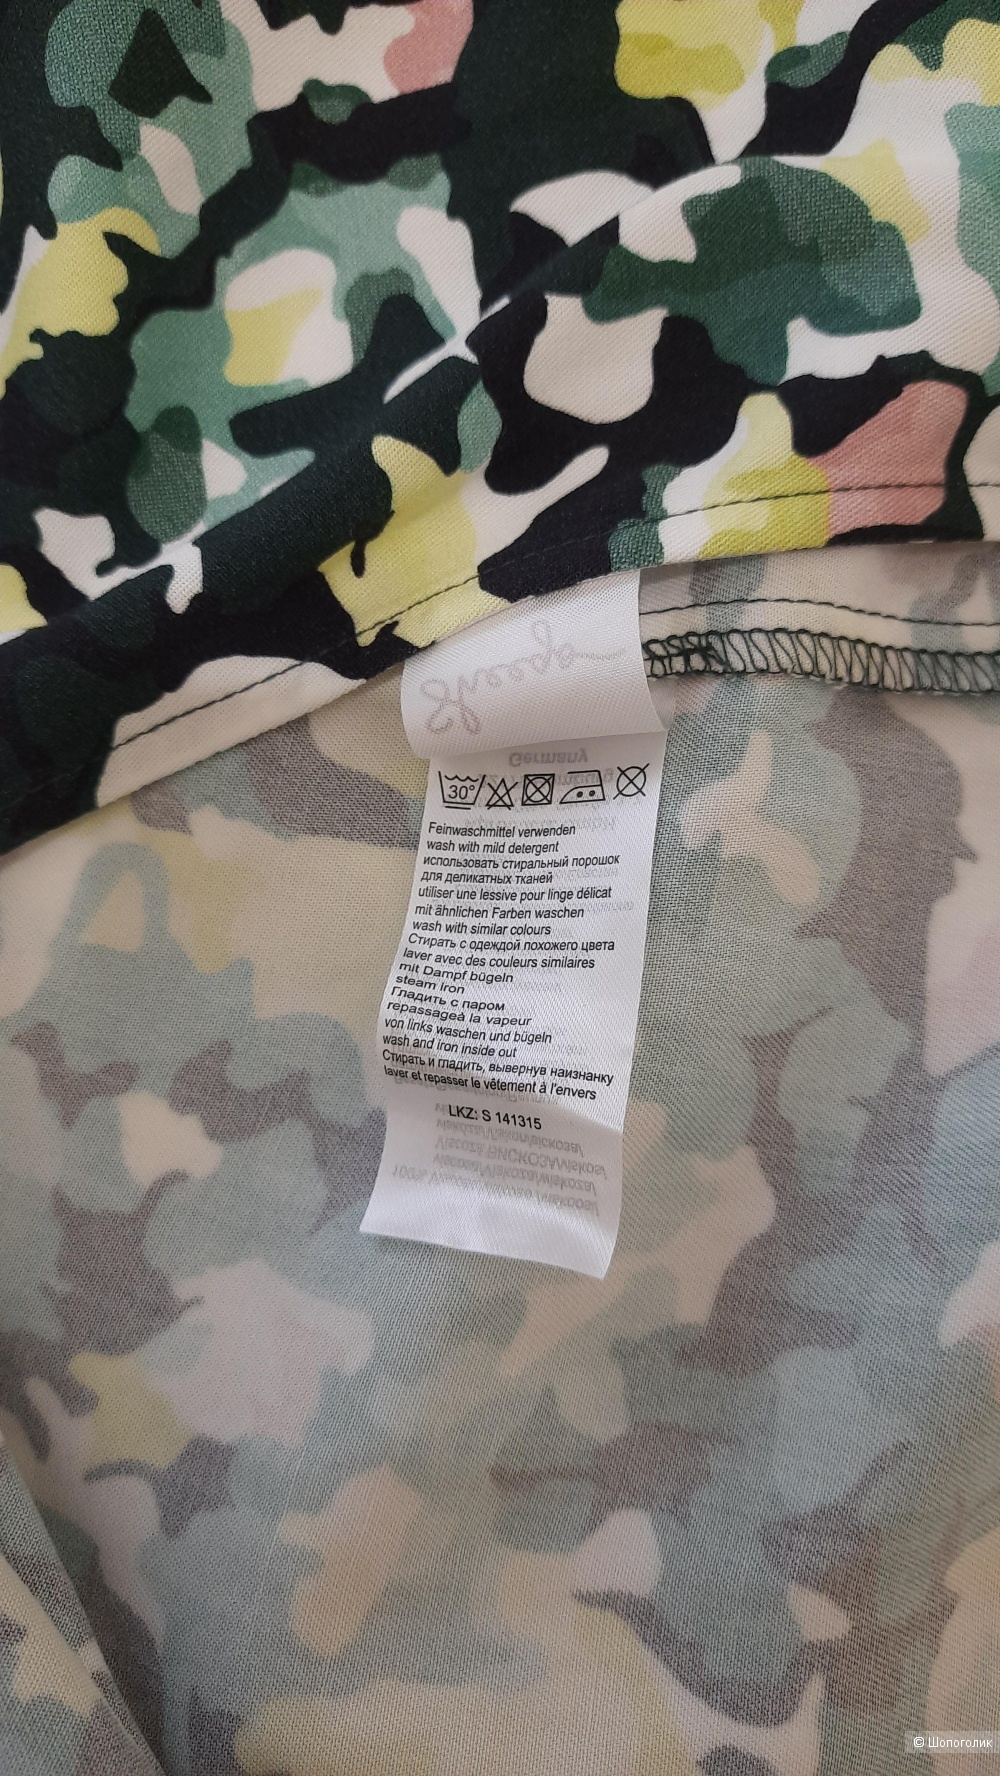 speed
Germany
30°
Feinwaschmittel verwenden
wash with mild detergent
использовать стиральный порошок
для деликатных тканей
utiliser une lessive pour linge délicat
mit ähnlichen Farben waschen
wash with similar colours
Стирать с одеждой похожего цвета
laver avec des couleurs similaires
mit Dampf bügeln
steam iron
Гладить с паром
repassageà la vapeur
von links waschen und bügeln
wash and iron inside out
Стирать и гладить, вывернув наизнанку
laver et repasser le vêtement à l'envers
LKZ: S 141315
© Шопоголик